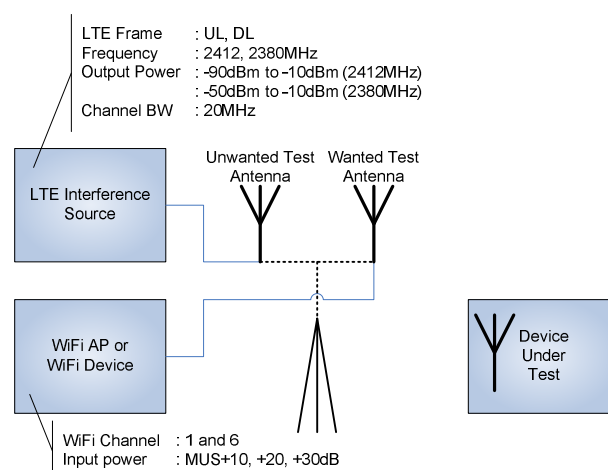 LTE Frame : UL, DL
Frequency : 2412, 2380MHz
Output Power : -90dBm to -10dBm (2412MHz)
: -50dBm to -10dBm (2380MHz)
Channel BW : 20MHz
Unwanted Test
Antenna
Wanted Test
Antenna
LTE Interference
Source
WiFi AP or
WiFi Device
Device
Under
Test
WiFi Channel : 1 and 6
Input power : MUS+10, +20, +30dB